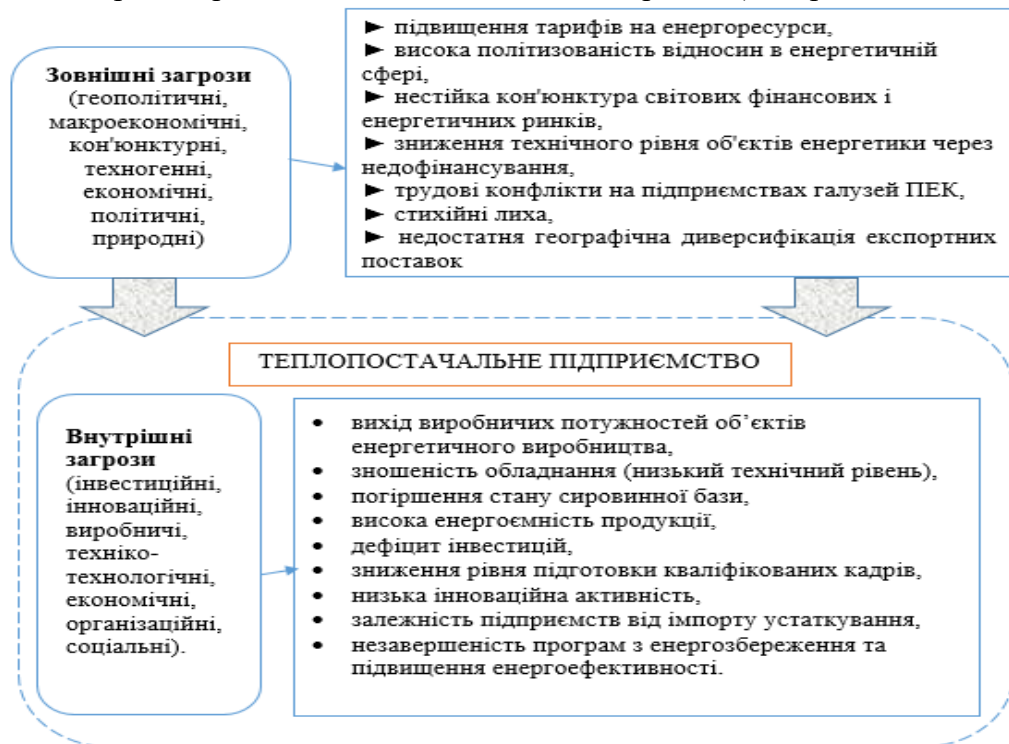 Зовнішні загрози
(геополітичні,
макроекономічні,
кон'юнктурні,
техногенні,
економічні,
політичні,
природні)
► підвищення тарифів на енергоресурси,
► висока політизованість відносин в енергетичній
сфері,
► нестійка кон'юнктура світових фінансових і
енергетичних ринків,
► зниження технічного рівня об'єктів енергетики через
недофінансування,
► трудові конфлікти на підприємствах галузей ПЕК,
► стихійні лиха,
► недостатня географічна диверсифікація експортних
поставок
ТЕПЛОПОСТАЧАЛЬНЕ ПІДПРИЄМСТВО
Внутрішні
загрози
(інвестиційні,
інноваційні,
виробничі,
техніко-
технологічні,
економічні,
організаційні,
соціальні).
• вихід виробничих потужностей об’єктів
енергетичного виробництва,
• зношеність обладнання (низький технічний рівень),
• погіршення стану сировинної бази,
• висока енергоємність продукції,
• дефіцит інвестицій,
• зниження рівня підготовки кваліфікованих кадрів,
• низька інноваційна активність,
• залежність підприємств від імпорту устаткування,
• незавершеність програм з енергозбереження та
підвищення енергоефективності.